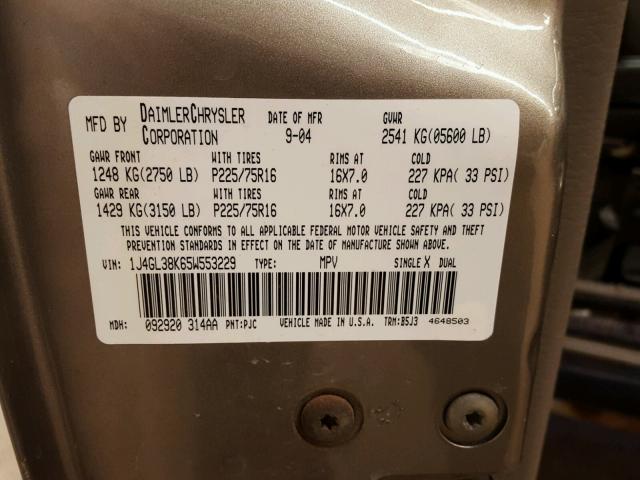 MFD BY DAIMLERCHRYSLER CORPORATION DATE OF MFR 9-04 GVWR 2541 KG(05600 LB)
GAWR FRONT WITH TIRES RIMS AT COLD
1248 KG(2750 LB) P225/75R16 16X7.0 227 KPA( 33 PSI)
GAWR REAR WITH TIRES RIMS AT COLD
1429 KG(3150 LB) P225/75R16 16X7.0 227 KPA( 33 PSI)
THIS VEHICLE CONFORMS TO ALL APPLICABLE FEDERAL MOTOR VEHICLE SAFETY AND THEFT
PREVENTION STANDARDS IN EFFECT ON THE DATE OF MANUFACTURE SHOWN ABOVE.
VIN: 1J4GL38K65W553229 TYPE: MPV SINGLE X DUAL
MDH: 092920 314AA PNT:PJC VEHICLE MADE IN U.S.A. TRM:B5J3 4648503